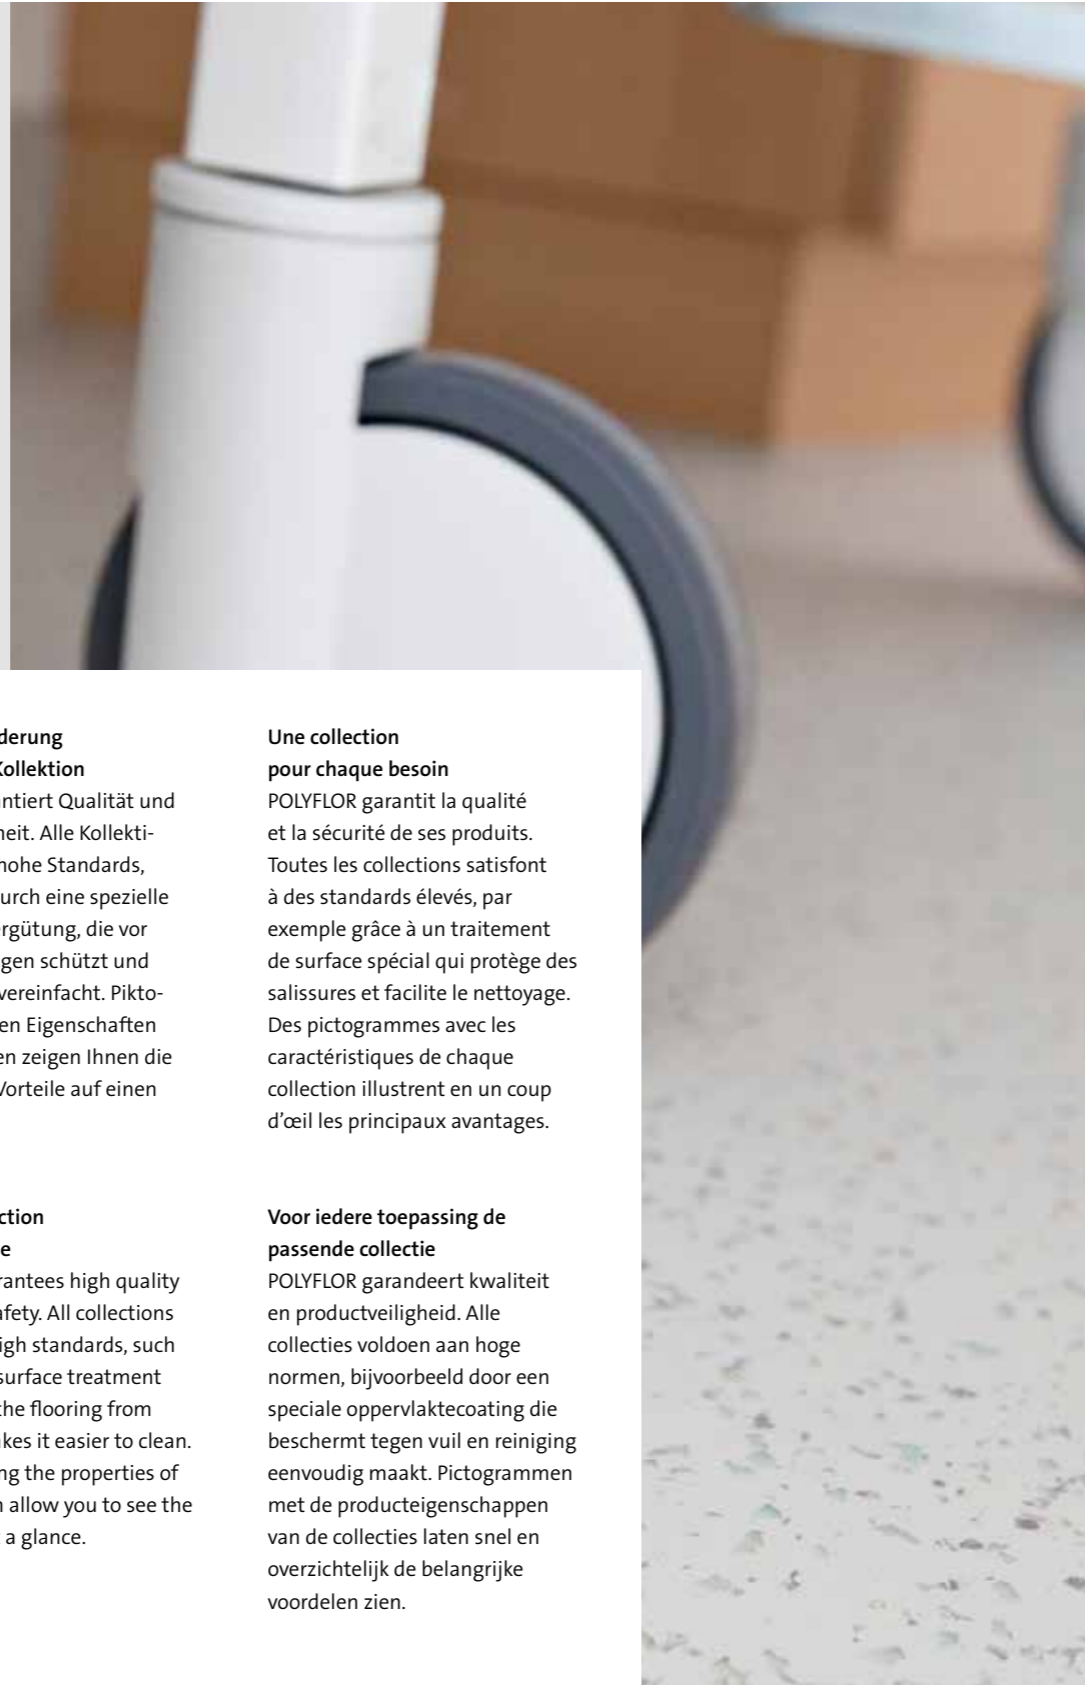 derung
Kollektion
ntiert Qualität und
heit. Alle Kollekti-
hohe Standards,
urch eine spezielle
rgütung, die vor
gen schützt und
vereinfacht. Pikto-
en Eigenschaften
en zeigen Ihnen die
Vorteile auf einen
Une collection
pour chaque besoin
POLYFLOR garantit la qualité
et la sécurité de ses produits.
Toutes les collections satisfont
à des standards élevés, par
exemple grâce à un traitement
de surface spécial qui protège des
salissures et facilite le nettoyage.
Des pictogrammes avec les
caractéristiques de chaque
collection illustrent en un coup
d’œil les principaux avantages.
ction
e
rantees high quality
afety. All collections
igh standards, such
surface treatment
the flooring from
akes it easier to clean.
ng the properties of
n allow you to see the
t a glance.
Voor iedere toepassing de
passende collectie
POLYFLOR garandeert kwaliteit
en productveiligheid. Alle
collecties voldoen aan hoge
normen, bijvoorbeeld door een
speciale oppervlaktecoating die
beschermt tegen vuil en reiniging
eenvoudig maakt. Pictogrammen
met de producteigenschappen
van de collecties laten snel en
overzichtelijk de belangrijke
voordelen zien.